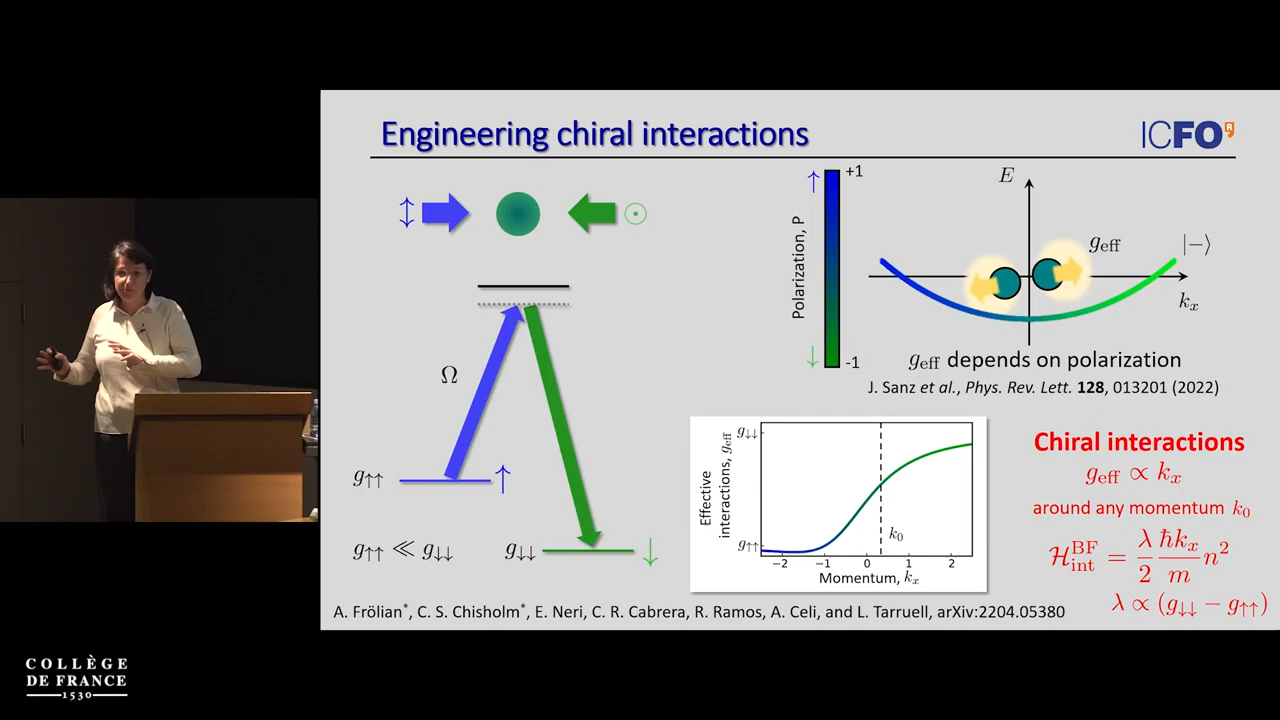 Engineering chiral interactions
ICFO R
↕
⊙
Ω
g↑↑
↑
g↑↑ ≪ g↓↓
g↓↓
↓
↑
+1
Polarization, P
↓
-1
E
g_eff
|−⟩
k_x
g_eff depends on polarization
J. Sanz et al., Phys. Rev. Lett. 128, 013201 (2022)
Effective
interactions, g_eff
g↓↓
g↑↑
k_0
−2 −1 0 1 2
Momentum, k_x
Chiral interactions
g_eff ∝ k_x
around any momentum k_0
H_int^BF = λ/2 ħk_x/m n²
λ ∝ (g↓↓ − g↑↑)
A. Frölian*, C. S. Chisholm*, E. Neri, C. R. Cabrera, R. Ramos, A. Celi, and L. Tarruell, arXiv:2204.05380
COLLÈGE
DE FRANCE
1530